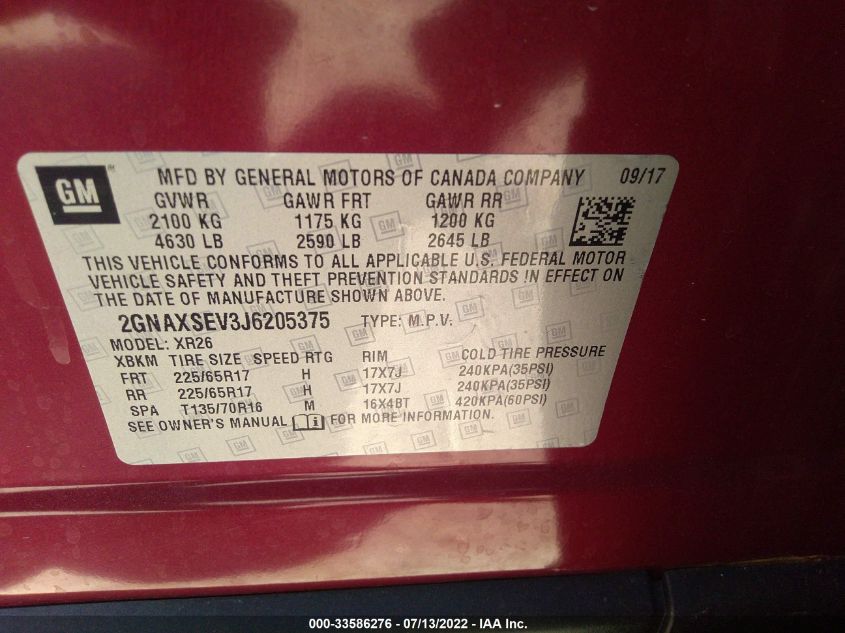 GM
MFD BY GENERAL MOTORS OF CANADA COMPANY 09/17
GVWR GAWR FRT GAWR RR
2100 KG 1175 KG 1200 KG
4630 LB 2590 LB 2645 LB
THIS VEHICLE CONFORMS TO ALL APPLICABLE U.S. FEDERAL MOTOR
VEHICLE SAFETY AND THEFT PREVENTION STANDARDS IN EFFECT ON
THE DATE OF MANUFACTURE SHOWN ABOVE.
2GNAXSEV3J6205375 TYPE: M.P.V.
MODEL: XR26
XBKM TIRE SIZE SPEED RTG RIM COLD TIRE PRESSURE
FRT 225/65R17 H 17X7J 240KPA(35PSI)
RR 225/65R17 H 17X7J 240KPA(35PSI)
SPA T135/70R16 M 16X4BT 420KPA(60PSI)
SEE OWNER'S MANUAL FOR MORE INFORMATION.
000-33586276 - 07/13/2022 - IAA Inc.